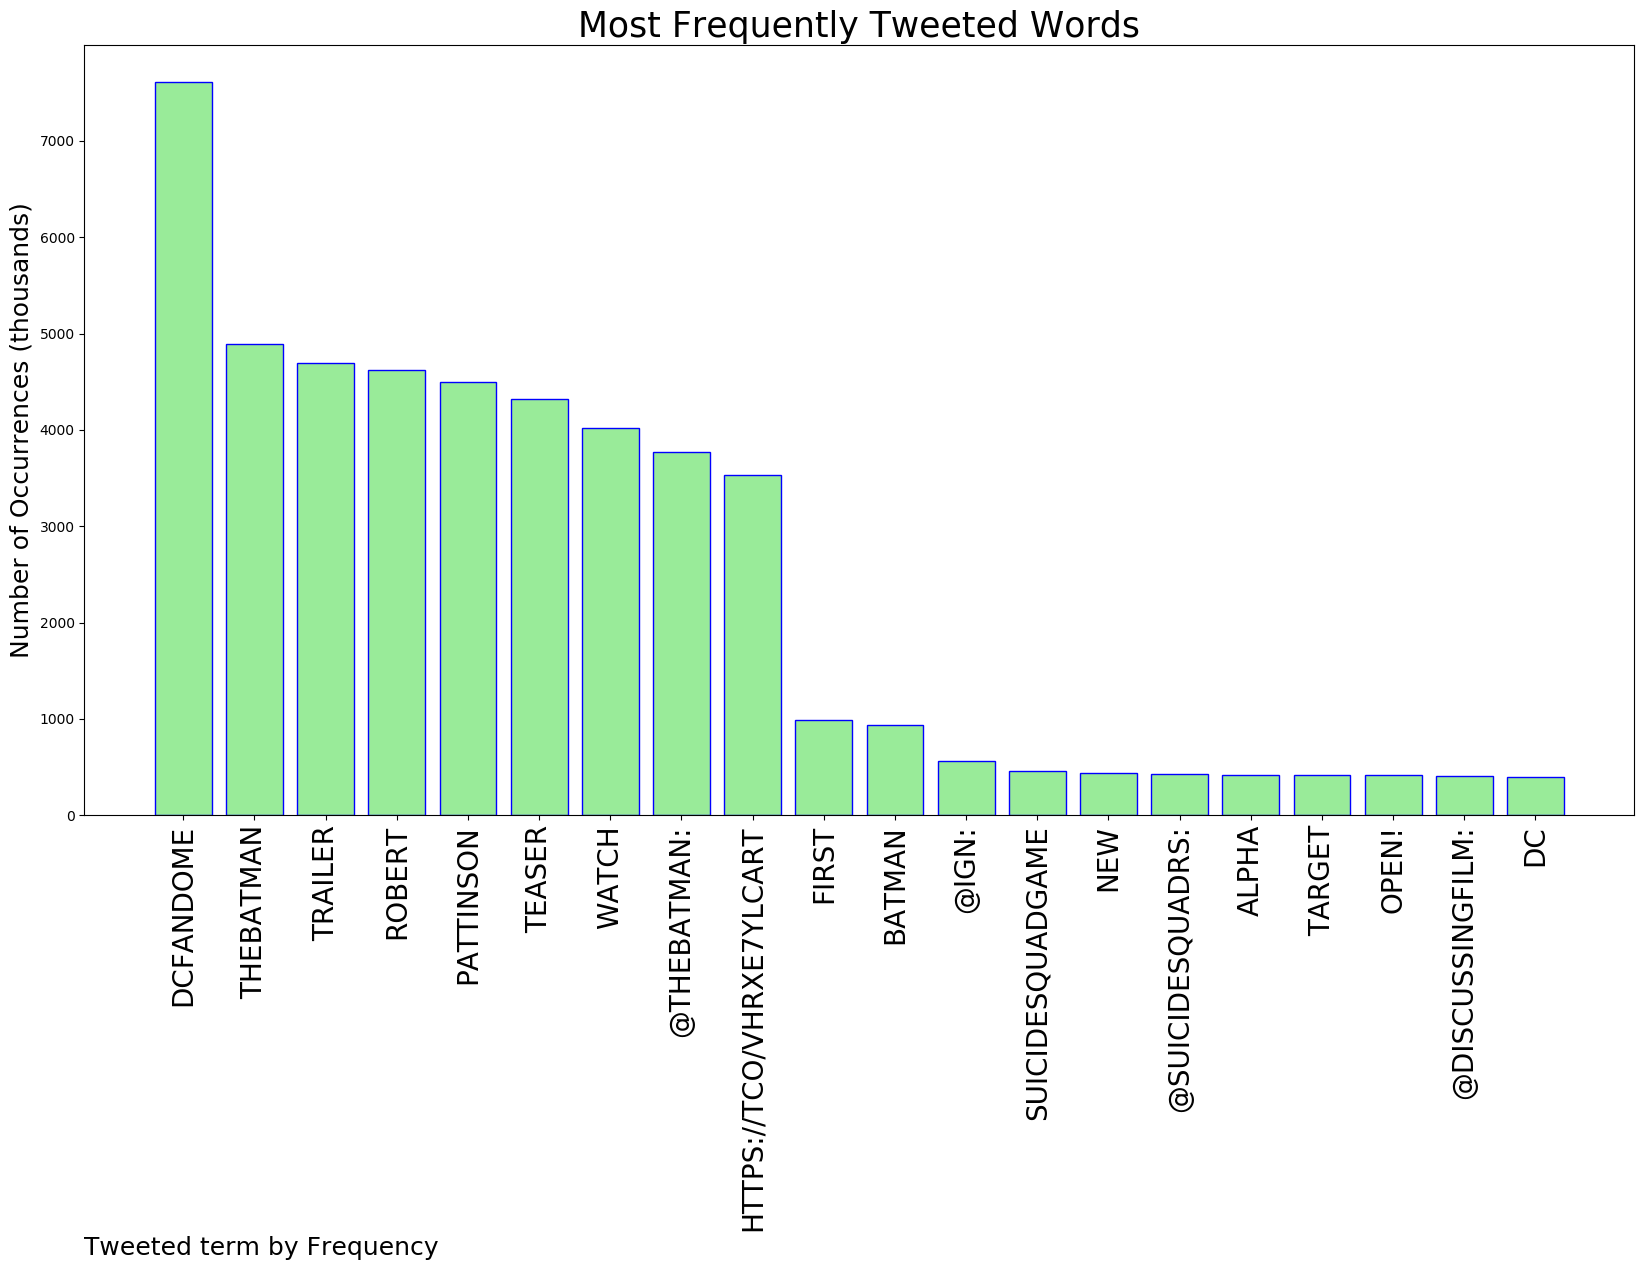 Most Frequently Tweeted Words
Number of Occurrences (thousands)
7000
6000
5000
4000
3000
2000
1000
0
DCFANDOME
THEBATMAN
TRAILER
ROBERT
PATTINSON
TEASER
WATCH
@THEBATMAN:
HTTPS://TCO/VHRXE7YLCART
FIRST
BATMAN
@IGN:
SUICIDESQUADGAME
NEW
@SUICIDESQUADRS:
ALPHA
TARGET
OPEN!
@DISCUSSINGFILM:
DC
Tweeted term by Frequency